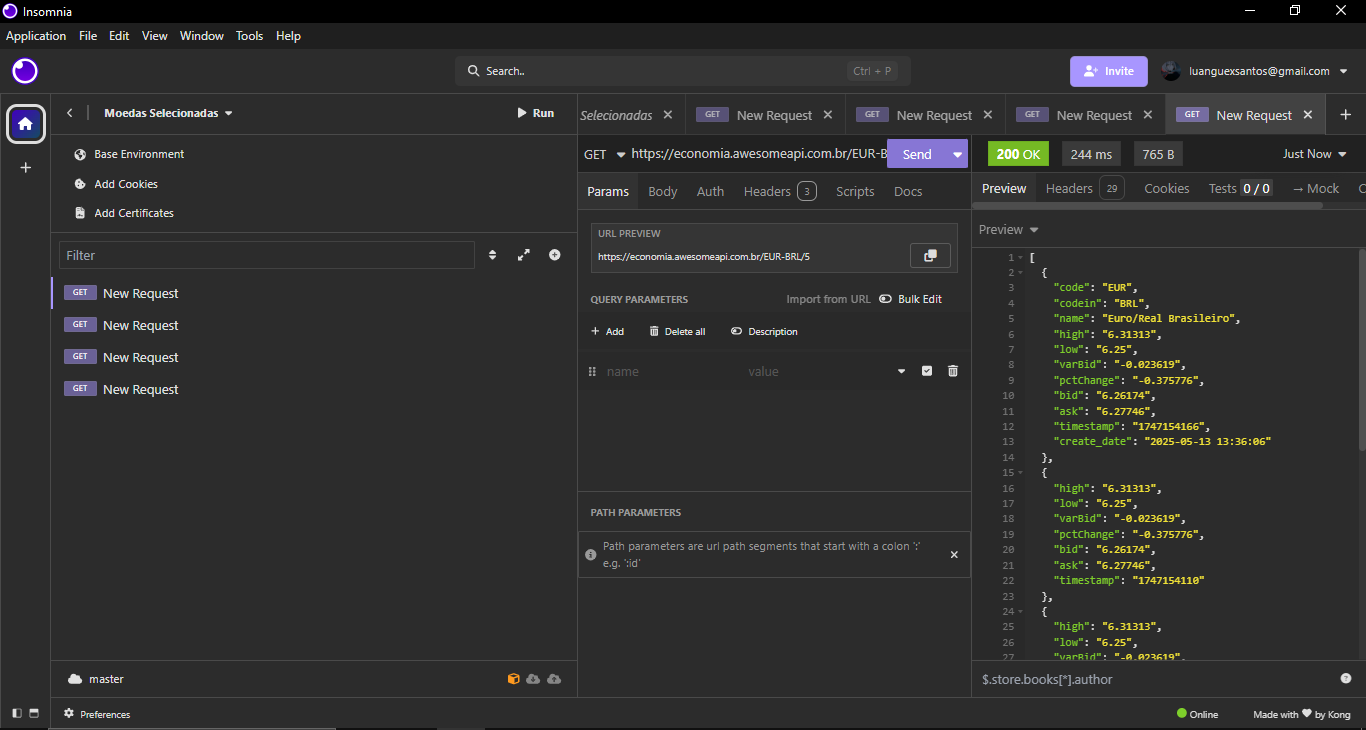 Insomnia
Application File Edit View Window Tools Help
Search..
Ctrl + P
Invite
luanguexsantos@gmail.com
Moedas Selecionadas
Run
Base Environment
Add Cookies
Add Certificates
Filter
GET New Request
GET New Request
GET New Request
GET New Request
master
Preferences
Selecionadas
GET New Request
GET New Request
GET New Request
GET New Request
GET https://economia.awesomeapi.com.br/EUR-B
Send
Params Body Auth Headers 3 Scripts Docs
URL PREVIEW
https://economia.awesomeapi.com.br/EUR-BRL/5
QUERY PARAMETERS
Import from URL Bulk Edit
Add Delete all Description
name value
PATH PARAMETERS
Path parameters are url path segments that start with a colon ':'
e.g. ':id'
200 OK 244 ms 765 B Just Now
Preview Headers 29 Cookies Tests 0 / 0 → Mock C
Preview
1 [
2 {
3 "code": "EUR",
4 "codein": "BRL",
5 "name": "Euro/Real Brasileiro",
6 "high": "6.31313",
7 "low": "6.25",
8 "varBid": "-0.023619",
9 "pctChange": "-0.375776",
10 "bid": "6.26174",
11 "ask": "6.27746",
12 "timestamp": "1747154166",
13 "create_date": "2025-05-13 13:36:06"
14 },
15 {
16 "high": "6.31313",
17 "low": "6.25",
18 "varBid": "-0.023619",
19 "pctChange": "-0.375776",
20 "bid": "6.26174",
21 "ask": "6.27746",
22 "timestamp": "1747154110"
23 },
24 {
25 "high": "6.31313",
26 "low": "6.25",
27 "varBid": "-0.023619",
$.store.books[*].author
Online
Made with ♥ by Kong